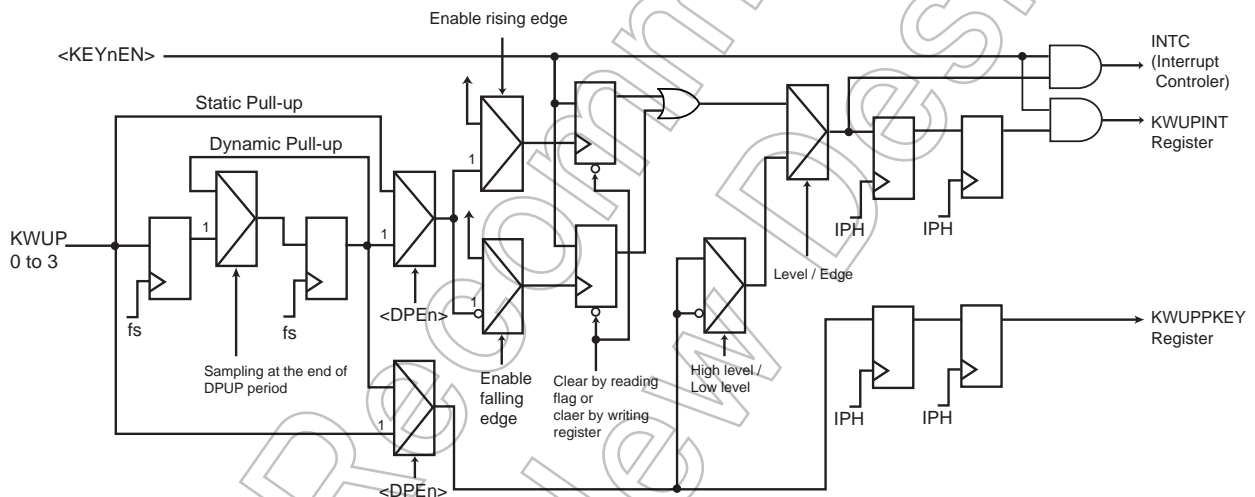 Enable rising edge
<KEYnEN>
INTC
(Interrupt
Controler)
Static Pull-up
KWUPINT
Register
Dynamic Pull-up
1
1
1
KWUP
0 to 3
IPH
IPH
Level / Edge
1
fs
fs
<DPEn>
KWUPPKEY
Register
Sampling at the end of
DPUP period
Enable
falling
edge
Clear by reading
flag or
claer by writing
register
High level /
Low level
1
IPH
IPH
<DPEn>
Recomm
New Desi